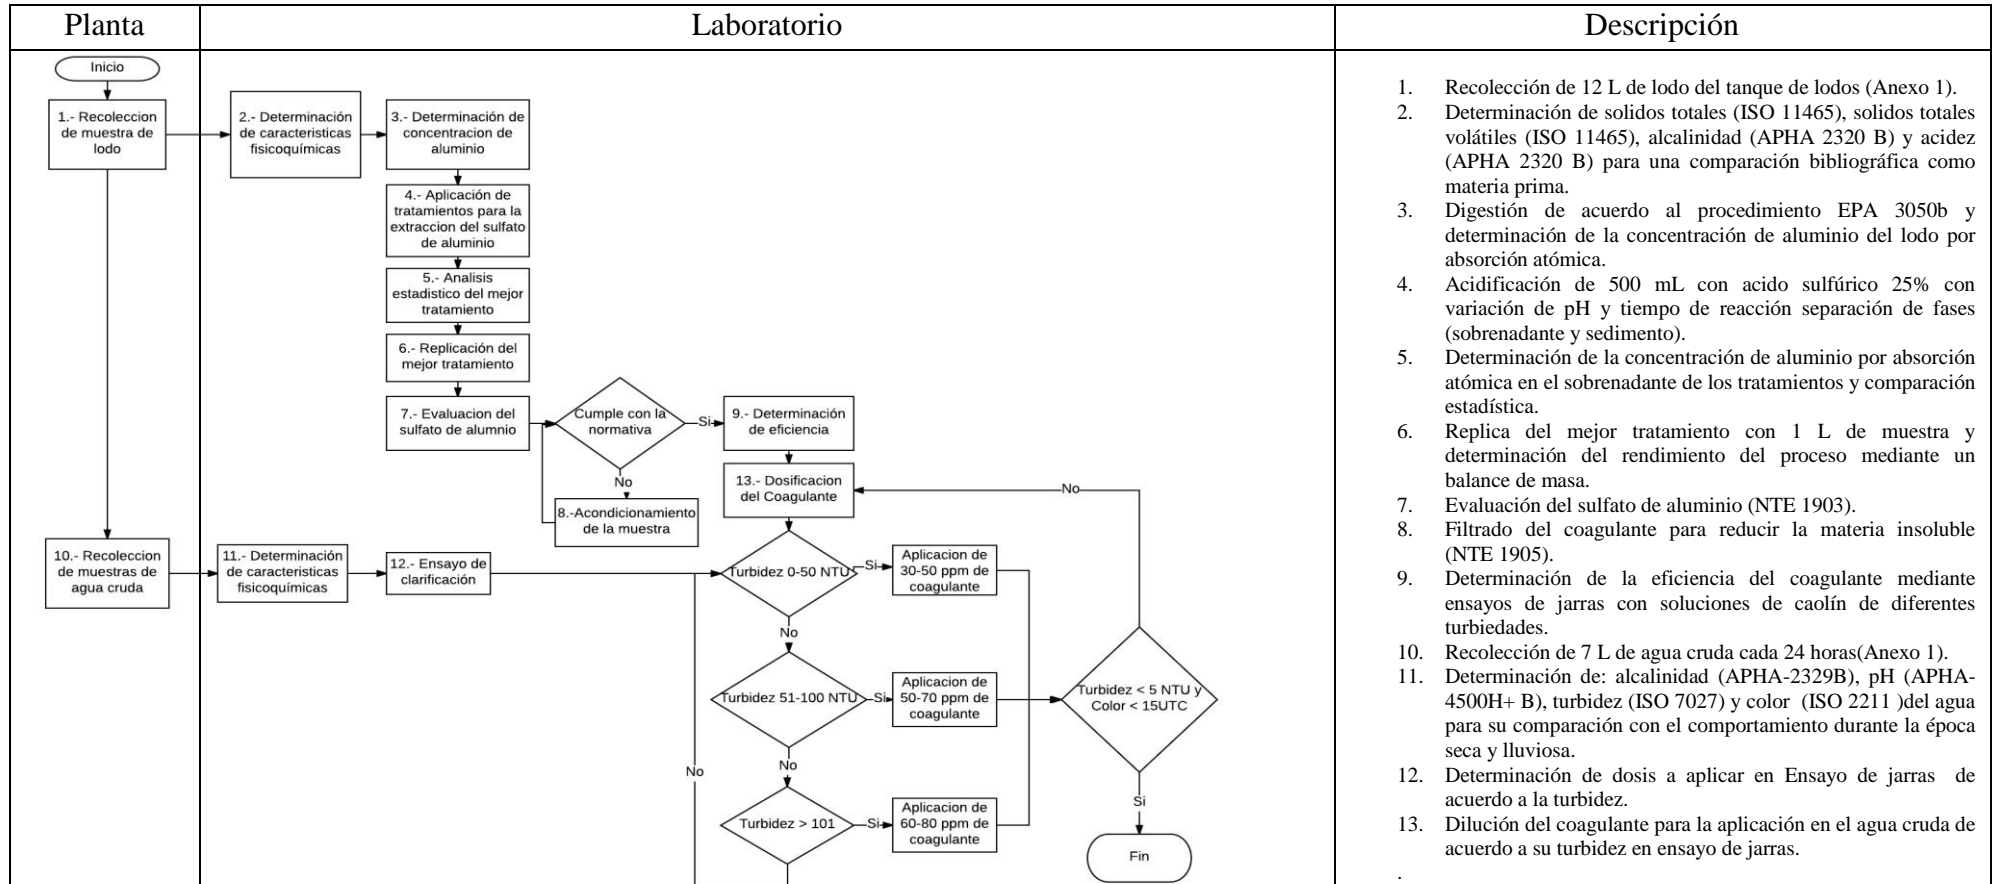 Planta
Laboratorio
Descripción
Inicio
1.- Recoleccion
de muestra de
lodo
2.- Determinación
de caracteristicas
fisicoquímicas
3.- Determinación de
concentracion de
aluminio
4.- Aplicación de
tratamientos para la
extraccion del sulfato
de aluminio
5.- Analisis
estadistico del mejor
tratamiento
6.- Replicación del
mejor tratamiento
7.- Evaluacion del
sulfato de alumnio
Cumple con la
normativa
Si
9.- Determinación
de eficiencia
No
8.-Acondicionamiento
de la muestra
13.- Dosificacion
del Coagulante
No
10.- Recoleccion
de muestras de
agua cruda
11.- Determinación
de caracteristicas
fisicoquímicas
12.- Ensayo de
clarificación
Turbidez 0-50 NTU
Si
Aplicacion de
30-50 ppm de
coagulante
No
Turbidez 51-100 NTU
Si
Aplicacion de
50-70 ppm de
coagulante
Turbidez < 5 NTU y
Color < 15UTC
No
No
Turbidez > 101
Si
Aplicacion de
60-80 ppm de
coagulante
Si
Fin
1. Recolección de 12 L de lodo del tanque de lodos (Anexo 1).
2. Determinación de solidos totales (ISO 11465), solidos totales
volátiles (ISO 11465), alcalinidad (APHA 2320 B) y acidez
(APHA 2320 B) para una comparación bibliográfica como
materia prima.
3. Digestión de acuerdo al procedimiento EPA 3050b y
determinación de la concentración de aluminio del lodo por
absorción atómica.
4. Acidificación de 500 mL con acido sulfúrico 25% con
variación de pH y tiempo de reacción separación de fases
(sobrenadante y sedimento).
5. Determinación de la concentración de aluminio por absorción
atómica en el sobrenadante de los tratamientos y comparación
estadística.
6. Replica del mejor tratamiento con 1 L de muestra y
determinación del rendimiento del proceso mediante un
balance de masa.
7. Evaluación del sulfato de aluminio (NTE 1903).
8. Filtrado del coagulante para reducir la materia insoluble
(NTE 1905).
9. Determinación de la eficiencia del coagulante mediante
ensayos de jarras con soluciones de caolín de diferentes
turbiedades.
10. Recolección de 7 L de agua cruda cada 24 horas(Anexo 1).
11. Determinación de: alcalinidad (APHA-2329B), pH (APHA-
4500H+ B), turbidez (ISO 7027) y color (ISO 2211 )del agua
para su comparación con el comportamiento durante la época
seca y lluviosa.
12. Determinación de dosis a aplicar en Ensayo de jarras de
acuerdo a la turbidez.
13. Dilución del coagulante para la aplicación en el agua cruda de
acuerdo a su turbidez en ensayo de jarras.
.